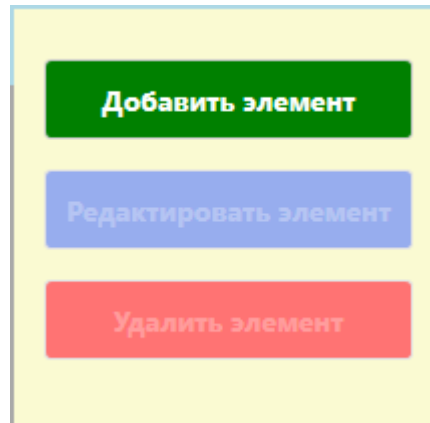 Добавить элемент
Редактировать элемент
Удалить элемент